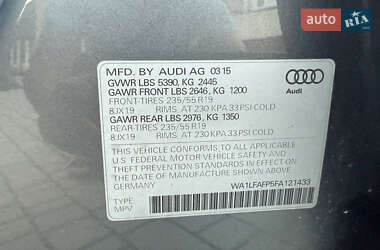 auto RIA
MFD. BY AUDI AG 03 15
GVWR LBS 5390, KG 2445
GAWR FRONT LBS 2646, KG 1200
FRONT-TIRES 235/55 R19
8JX19 RIMS, AT: 230 KPA 33 PSI COLD
GAWR REAR LBS 2976, KG 1350
REAR-TIRES 235/55 R19
8JX19 RIMS, AT: 230 KPA 33 PSI COLD
THIS VEHICLE CONFORMS TO ALL APPLICABLE
U.S. FEDERAL MOTOR VEHICLE SAFETY, BUMPER
AND THEFT PREVENTION STANDARDS IN EFFECT ON
THE DATE OF MANUFACTURE SHOWN ABOVE.
GERMANY
WA1LFAFP5FA121433
TYPE
MPV
Audi